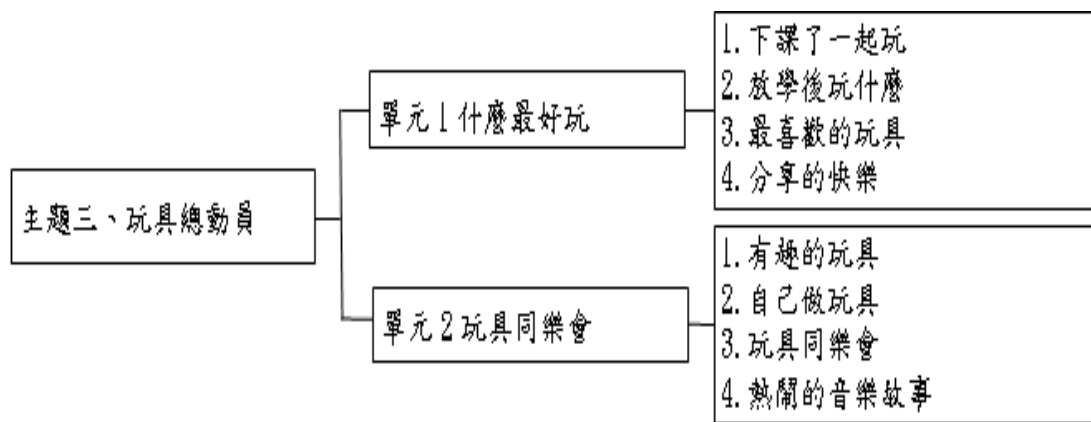 主題三、玩具總動員
單元1什麼最好玩
1.下課了一起玩
2.放學後玩什麼
3.最喜歡的玩具
4.分享的快樂
單元2玩具同樂會
1.有趣的玩具
2.自己做玩具
3.玩具同樂會
4.熱鬧的音樂故事